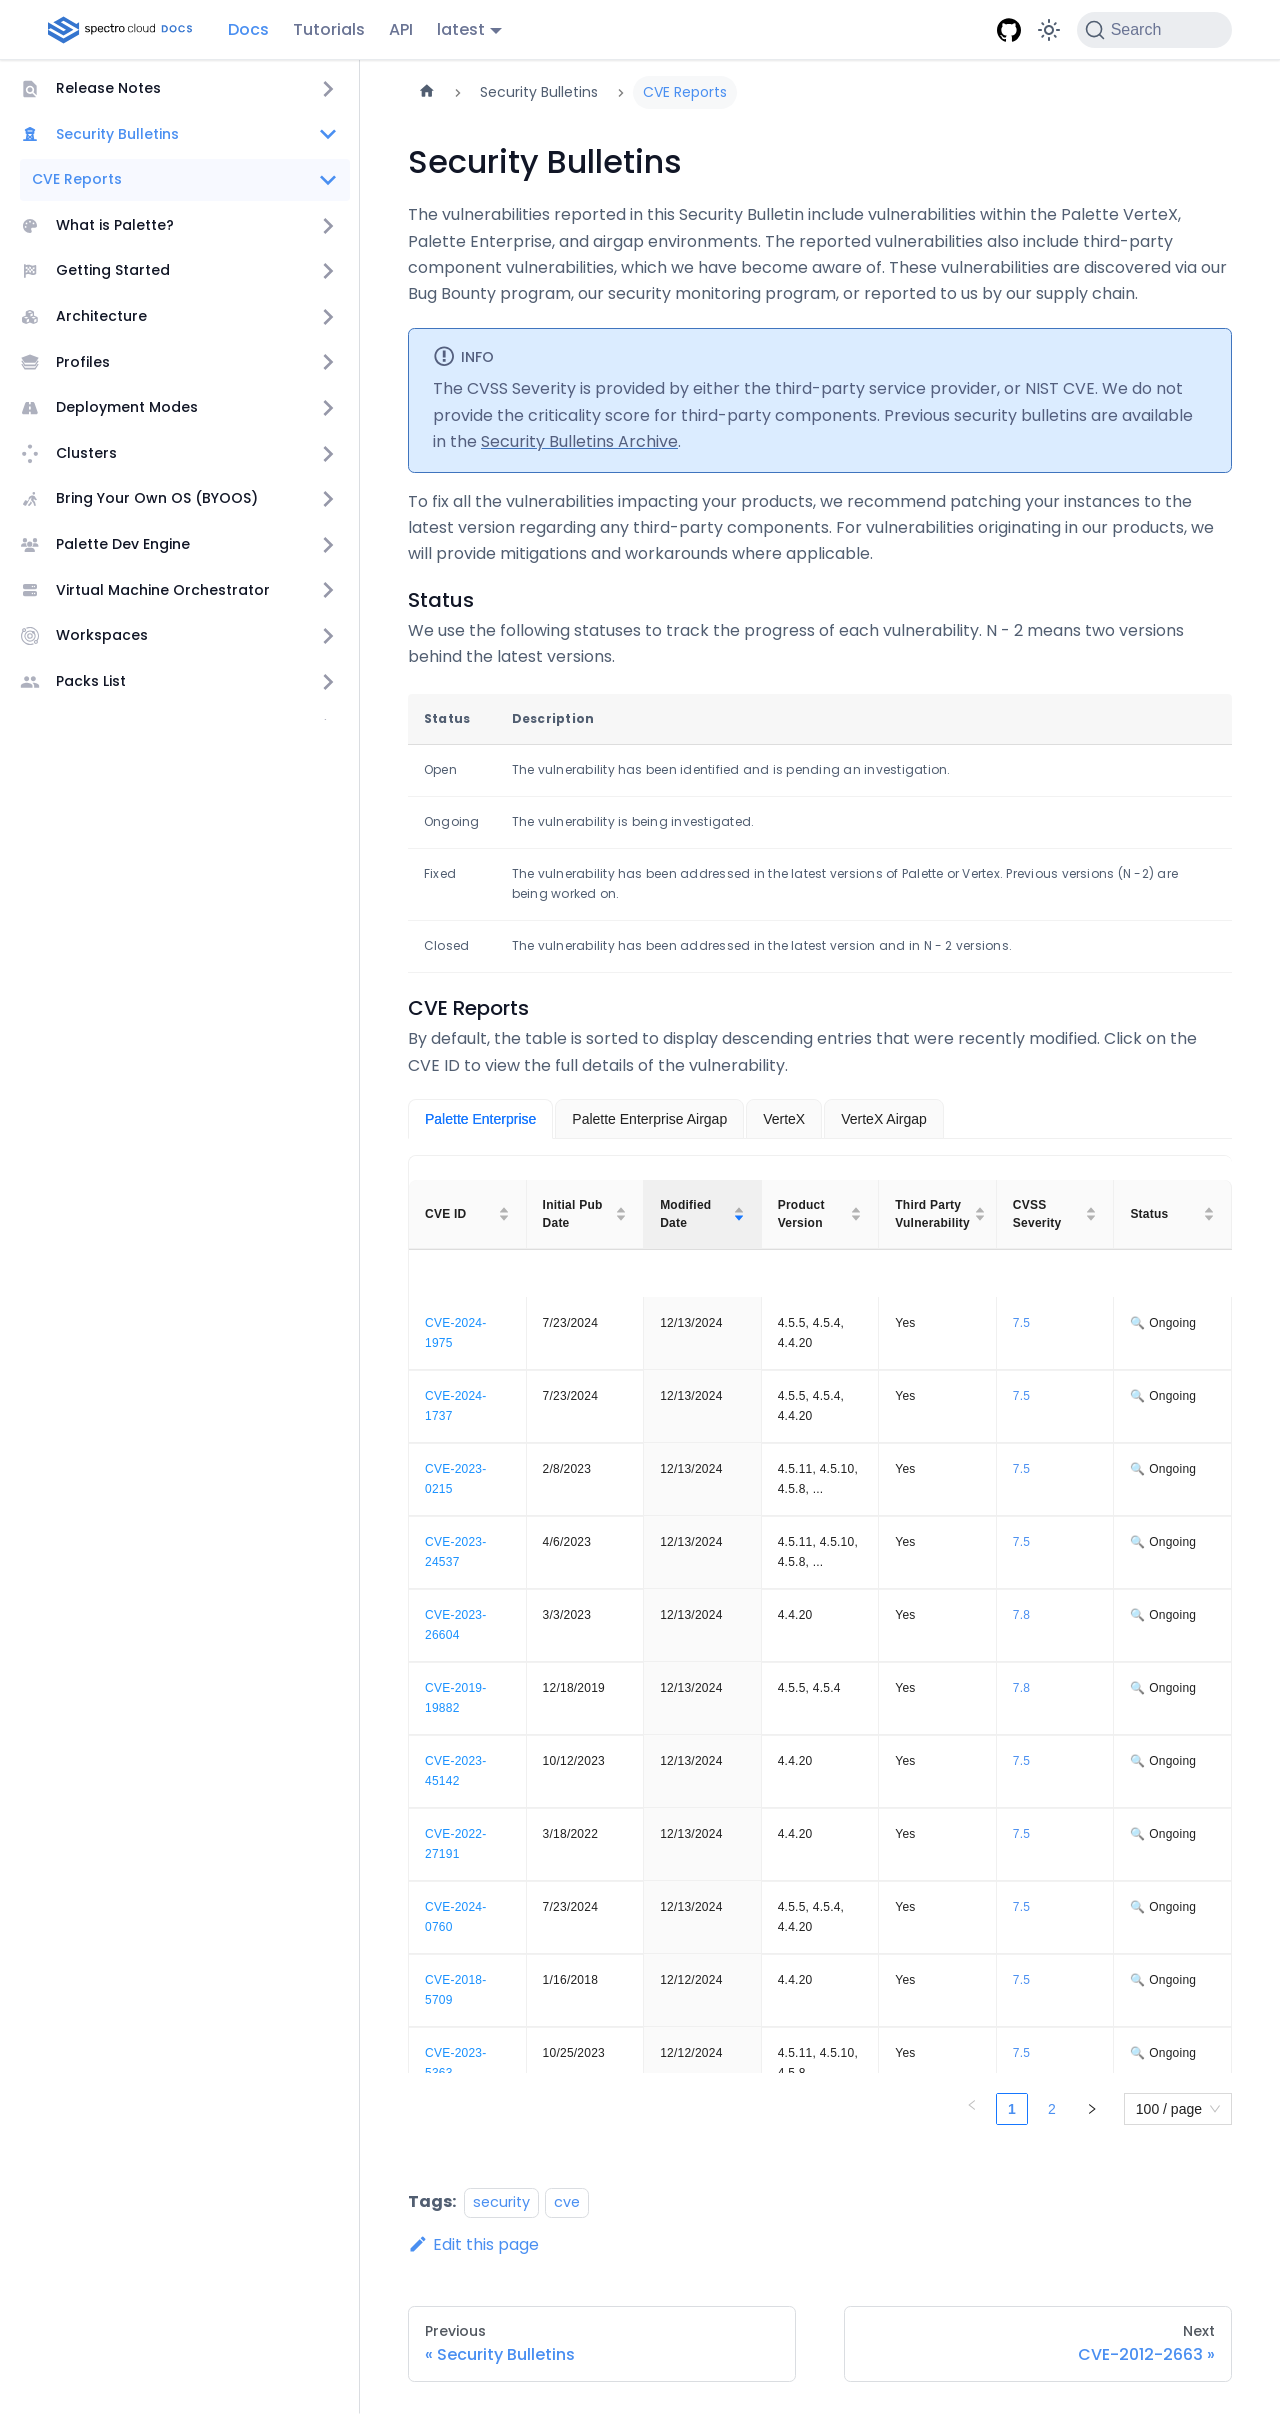 spectro cloud DOCS
Docs
Tutorials
API
latest
Search
Release Notes
Security Bulletins
CVE Reports
What is Palette?
Getting Started
Architecture
Profiles
Deployment Modes
Clusters
Bring Your Own OS (BYOOS)
Palette Dev Engine
Virtual Machine Orchestrator
Workspaces
Packs List
Security Bulletins
CVE Reports
Security Bulletins
The vulnerabilities reported in this Security Bulletin include vulnerabilities within the Palette VerteX,
Palette Enterprise, and airgap environments. The reported vulnerabilities also include third-party
component vulnerabilities, which we have become aware of. These vulnerabilities are discovered via our
Bug Bounty program, our security monitoring program, or reported to us by our supply chain.
INFO
The CVSS Severity is provided by either the third-party service provider, or NIST CVE. We do not
provide the criticality score for third-party components. Previous security bulletins are available
in the Security Bulletins Archive.
To fix all the vulnerabilities impacting your products, we recommend patching your instances to the
latest version regarding any third-party components. For vulnerabilities originating in our products, we
will provide mitigations and workarounds where applicable.
Status
We use the following statuses to track the progress of each vulnerability. N - 2 means two versions
behind the latest versions.
Status Description
Open The vulnerability has been identified and is pending an investigation.
Ongoing The vulnerability is being investigated.
Fixed The vulnerability has been addressed in the latest versions of Palette or Vertex. Previous versions (N -2) are
being worked on.
Closed The vulnerability has been addressed in the latest version and in N - 2 versions.
CVE Reports
By default, the table is sorted to display descending entries that were recently modified. Click on the
CVE ID to view the full details of the vulnerability.
Palette Enterprise
Palette Enterprise Airgap
VerteX
VerteX Airgap
CVE ID Initial Pub Date Modified Date Product Version Third Party Vulnerability CVSS Severity Status
CVE-2024-1975 7/23/2024 12/13/2024 4.5.5, 4.5.4, 4.4.20 Yes 7.5 🔍 Ongoing
CVE-2024-1737 7/23/2024 12/13/2024 4.5.5, 4.5.4, 4.4.20 Yes 7.5 🔍 Ongoing
CVE-2023-0215 2/8/2023 12/13/2024 4.5.11, 4.5.10, 4.5.8, ... Yes 7.5 🔍 Ongoing
CVE-2023-24537 4/6/2023 12/13/2024 4.5.11, 4.5.10, 4.5.8, ... Yes 7.5 🔍 Ongoing
CVE-2023-26604 3/3/2023 12/13/2024 4.4.20 Yes 7.8 🔍 Ongoing
CVE-2019-19882 12/18/2019 12/13/2024 4.5.5, 4.5.4 Yes 7.8 🔍 Ongoing
CVE-2023-45142 10/12/2023 12/13/2024 4.4.20 Yes 7.5 🔍 Ongoing
CVE-2022-27191 3/18/2022 12/13/2024 4.4.20 Yes 7.5 🔍 Ongoing
CVE-2024-0760 7/23/2024 12/13/2024 4.5.5, 4.5.4, 4.4.20 Yes 7.5 🔍 Ongoing
CVE-2018-5709 1/16/2018 12/12/2024 4.4.20 Yes 7.5 🔍 Ongoing
CVE-2023-5363 10/25/2023 12/12/2024 4.5.11, 4.5.10, 4.5.8 Yes 7.5 🔍 Ongoing
1 2 100 / page
Tags: security cve
Edit this page
Previous
« Security Bulletins
Next
CVE-2012-2663 »